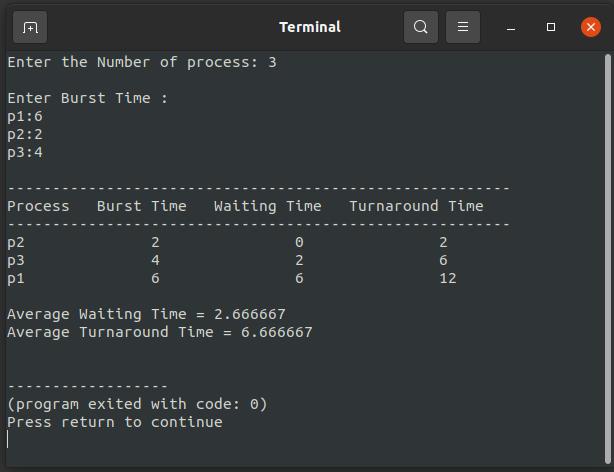 Terminal
Enter the Number of process: 3
Enter Burst Time :
p1:6
p2:2
p3:4
--------------------------------------------------------
Process   Burst Time   Waiting Time   Turnaround Time
--------------------------------------------------------
p2              2               0               2
p3              4               2               6
p1              6               6               12
Average Waiting Time = 2.666667
Average Turnaround Time = 6.666667
------------------
(program exited with code: 0)
Press return to continue